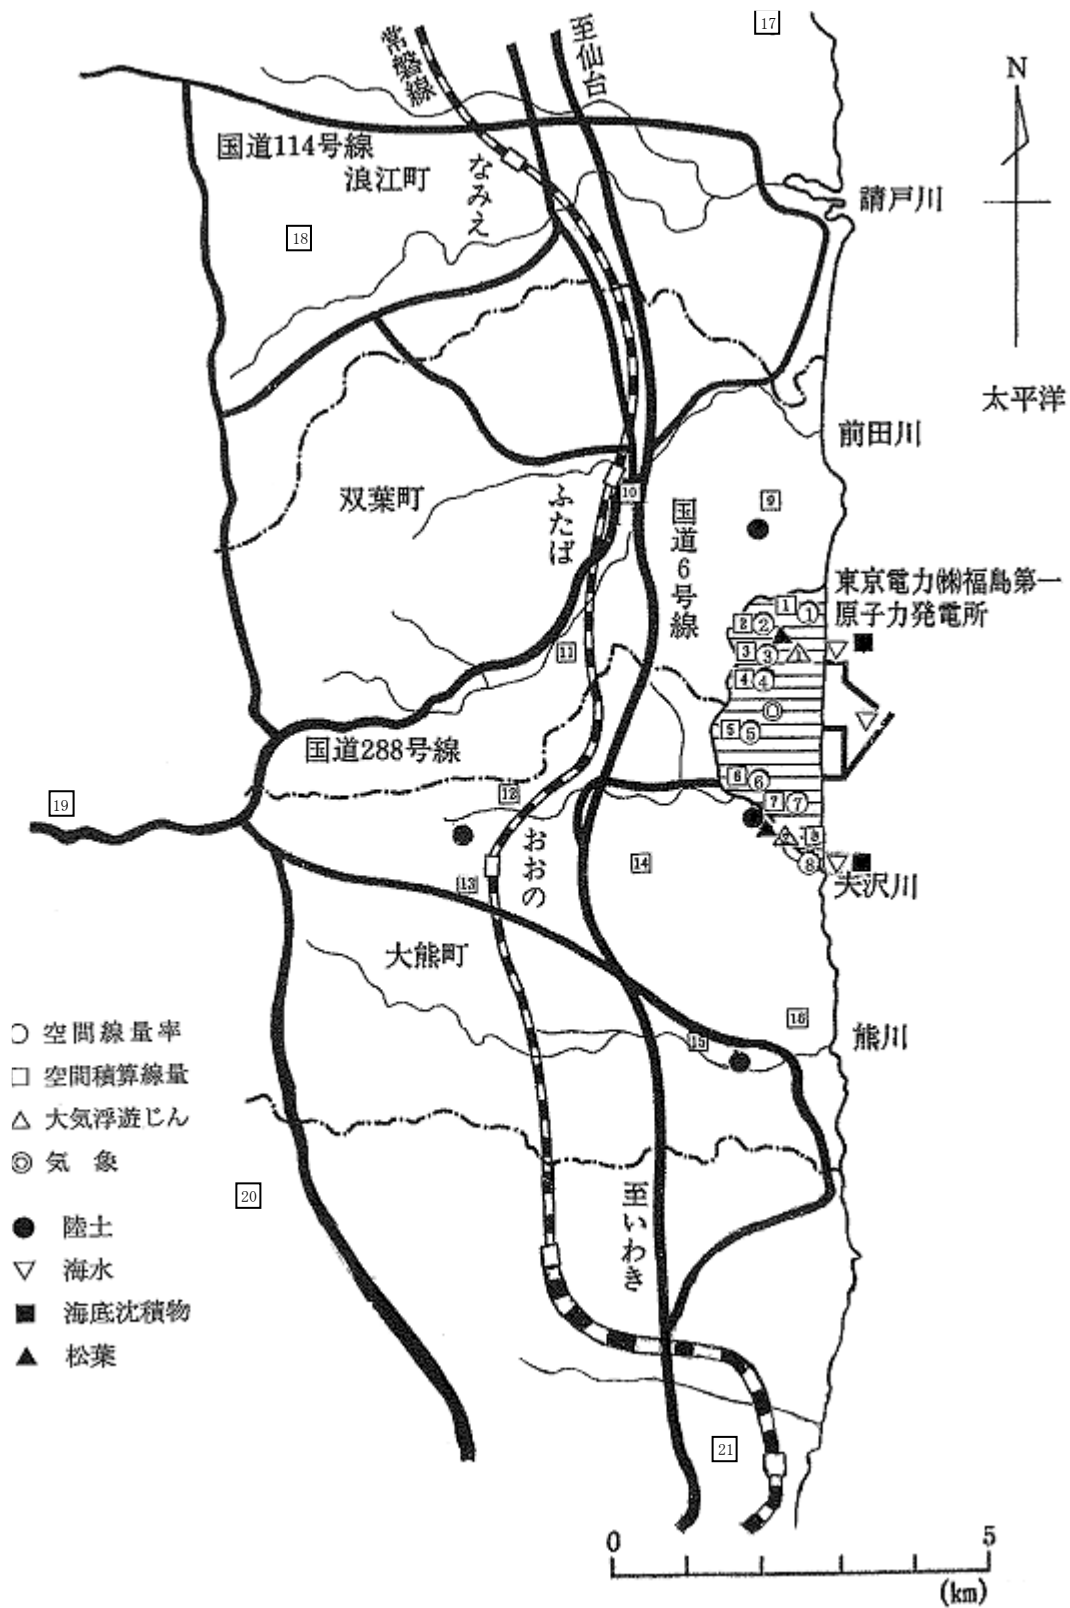 17
至仙台
常磐線
N
国道114号線
浪江町
なみえ
請戸川
18
太平洋
前田川
双葉町
ふたば
10
9
国道6号線
東京電力㈱福島第一
原子力発電所
1 ①
2 ②
3 ③ 1
4 ④
5 ⑤
6 ⑥
7 ⑦
2 8
⑧
11
国道288号線
12
19
おおの
14
13
夫沢川
大熊町
16
15
熊川
○ 空間線量率
□ 空間積算線量
△ 大気浮遊じん
◎ 気象
● 陸土
▽ 海水
■ 海底沈積物
▲ 松葉
20
至いわき
21
0 5
(km)